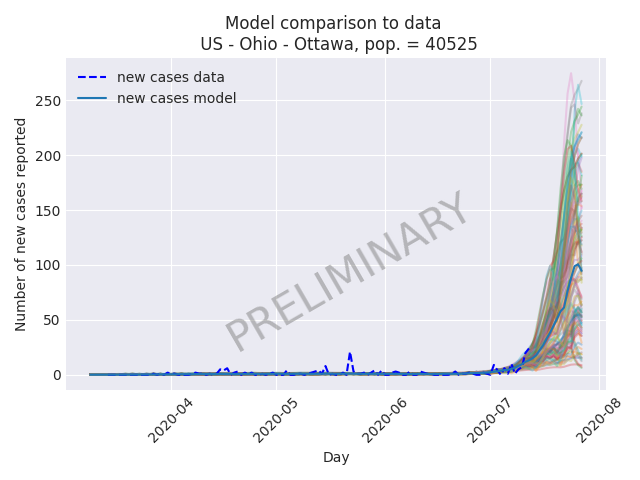 Model comparison to data
US - Ohio - Ottawa, pop. = 40525
new cases data
new cases model
Number of new cases reported
250
200
150
100
50
0
PRELIMINARY
2020-04
2020-05
2020-06
2020-07
2020-08
Day